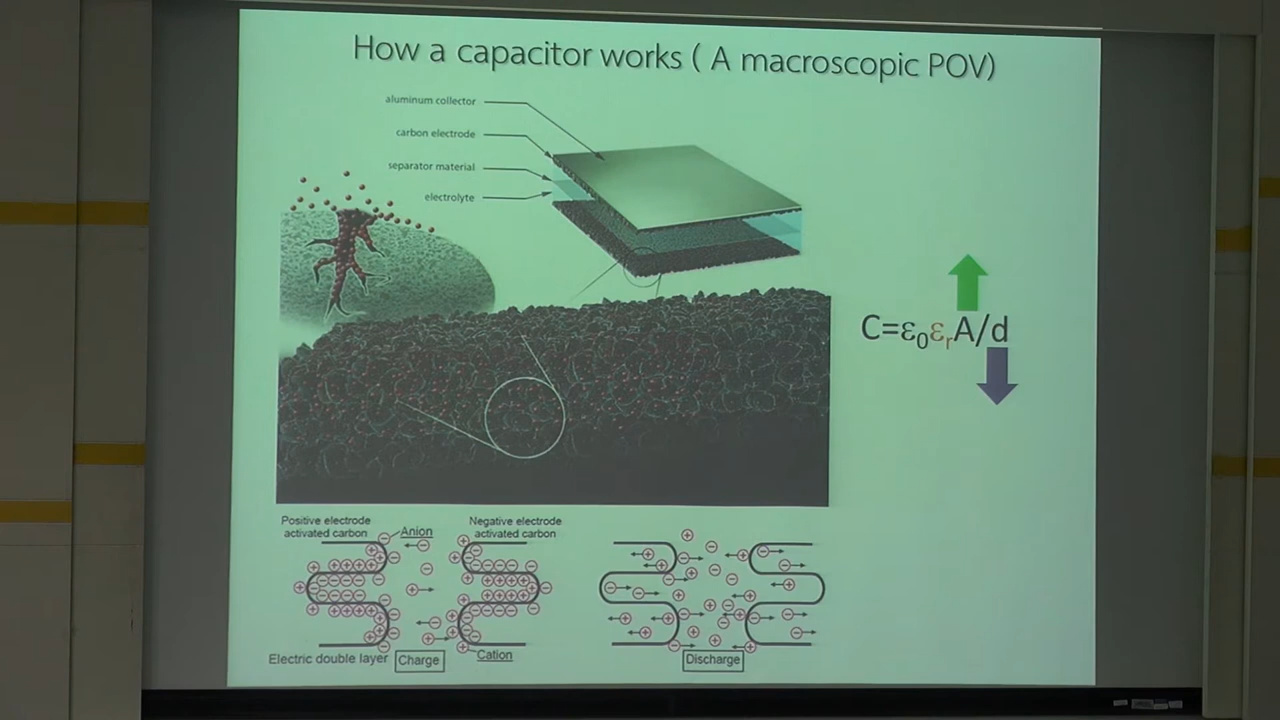 How a capacitor works ( A macroscopic POV)
aluminum collector
carbon electrode
separator material
electrolyte
C=ε₀εᵣA/d
Positive electrode
activated carbon
Anion
Negative electrode
activated carbon
Electric double layer
Charge
Cation
Discharge